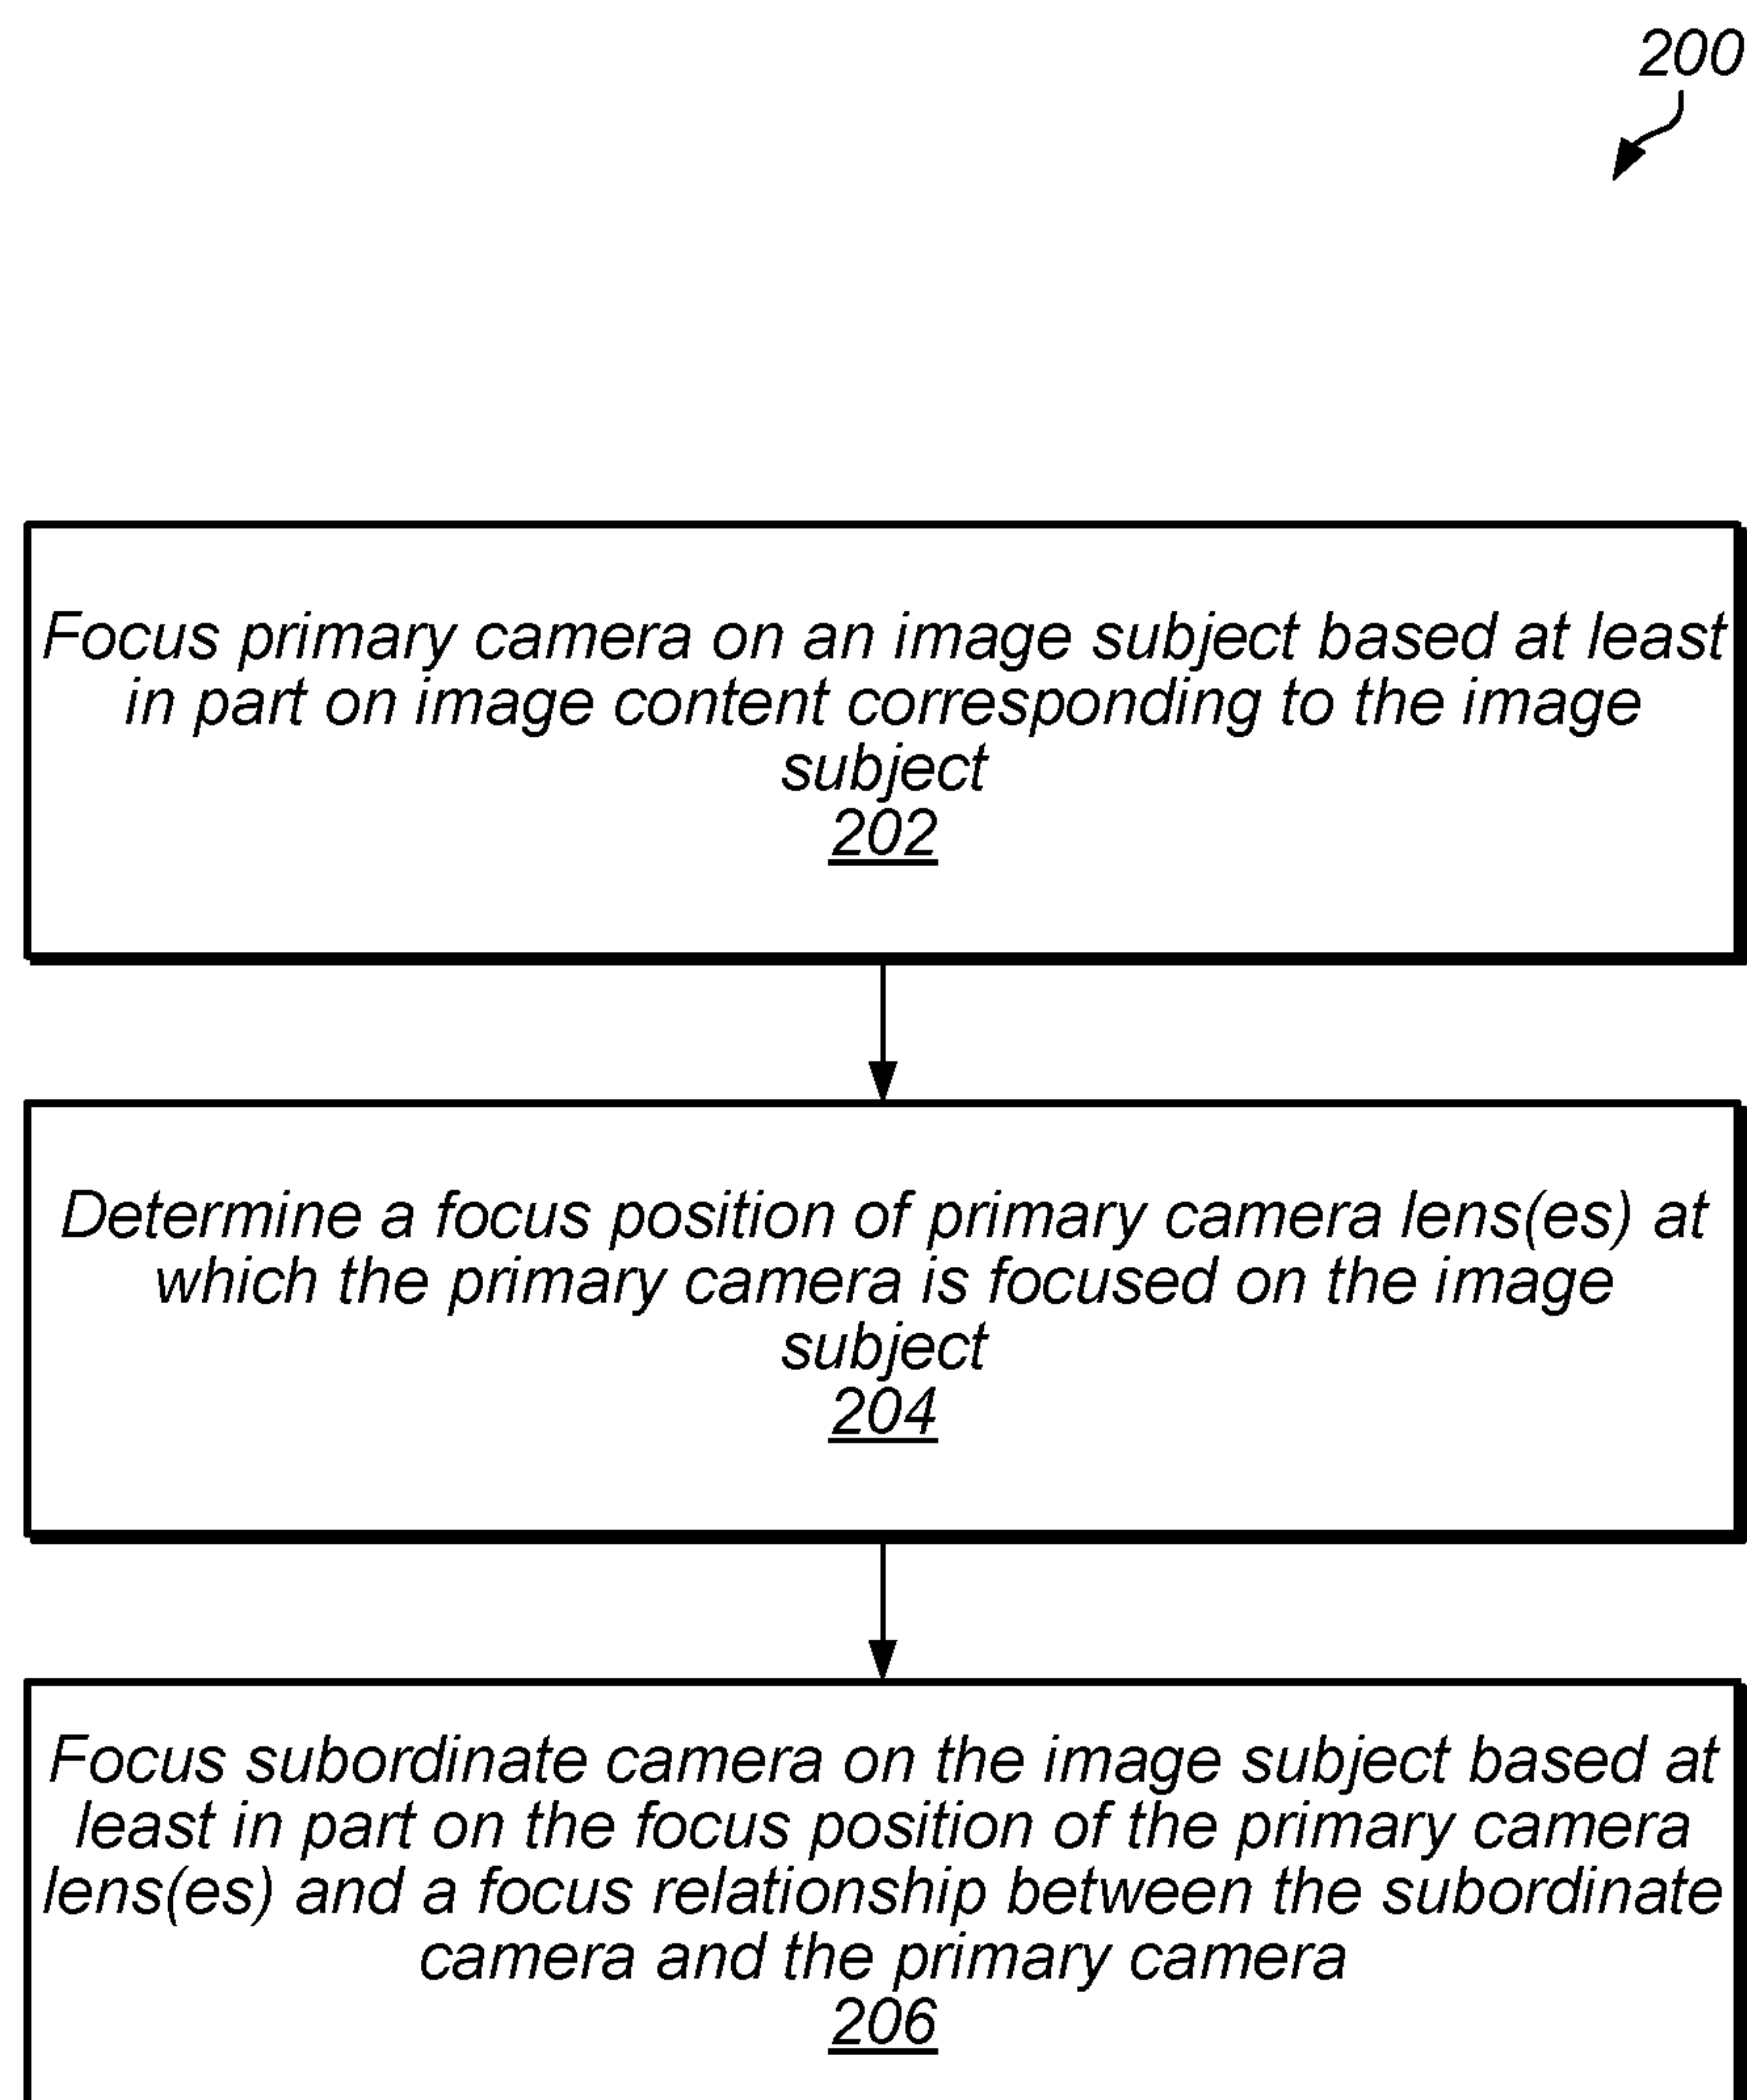 200
Focus primary camera on an image subject based at least
in part on image content corresponding to the image
subject
202
Determine a focus position of primary camera lens(es) at
which the primary camera is focused on the image
subject
204
Focus subordinate camera on the image subject based at
least in part on the focus position of the primary camera
lens(es) and a focus relationship between the subordinate
camera and the primary camera
206